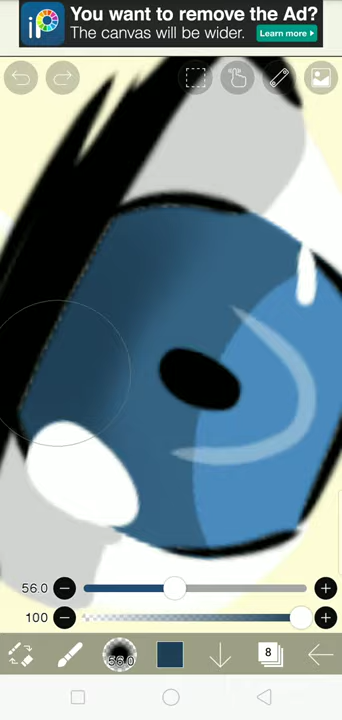 iP
You want to remove the Ad?
The canvas will be wider.
Learn more ▸
56.0
100
56.0
8